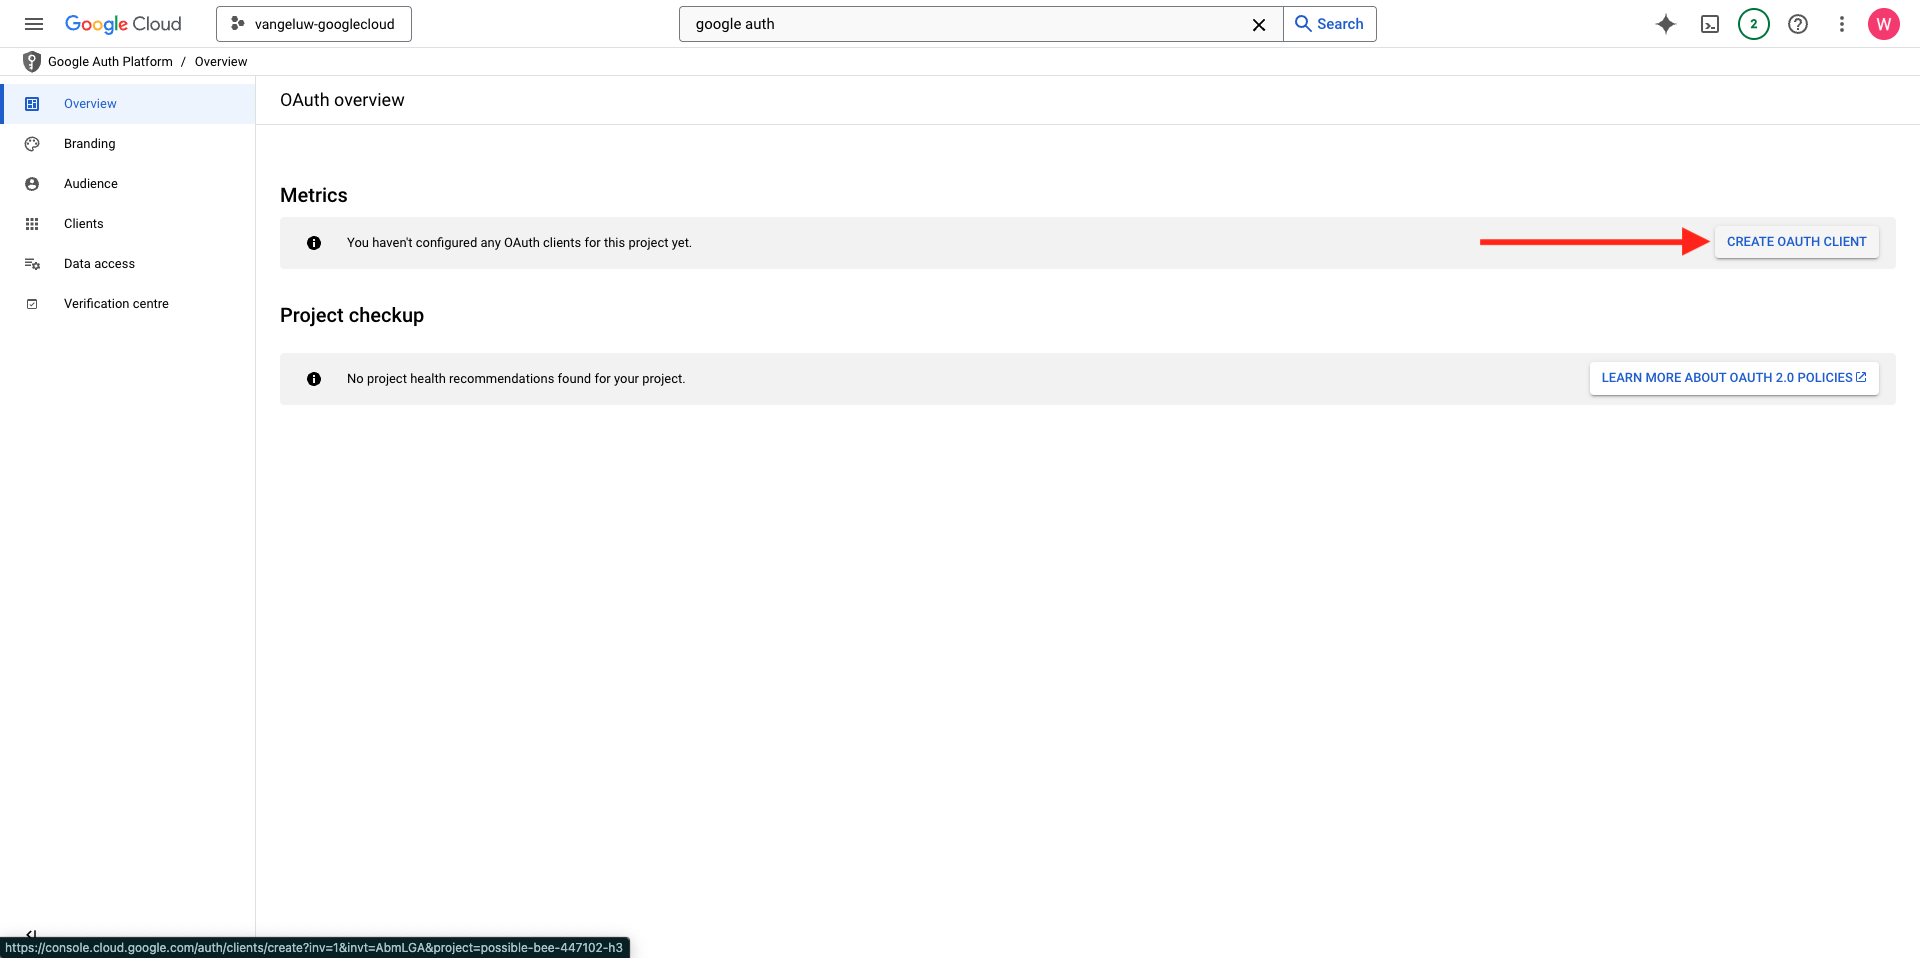 Google Cloud
vangeluw-googlecloud
google auth
Search
2
W
Google Auth Platform / Overview
Overview
Branding
Audience
Clients
Data access
Verification centre
OAuth overview
Metrics
You haven't configured any OAuth clients for this project yet.
CREATE OAUTH CLIENT
Project checkup
No project health recommendations found for your project.
LEARN MORE ABOUT OAUTH 2.0 POLICIES
https://console.cloud.google.com/auth/clients/create?inv=1&invt=AbmLGA&project=possible-bee-447102-h3